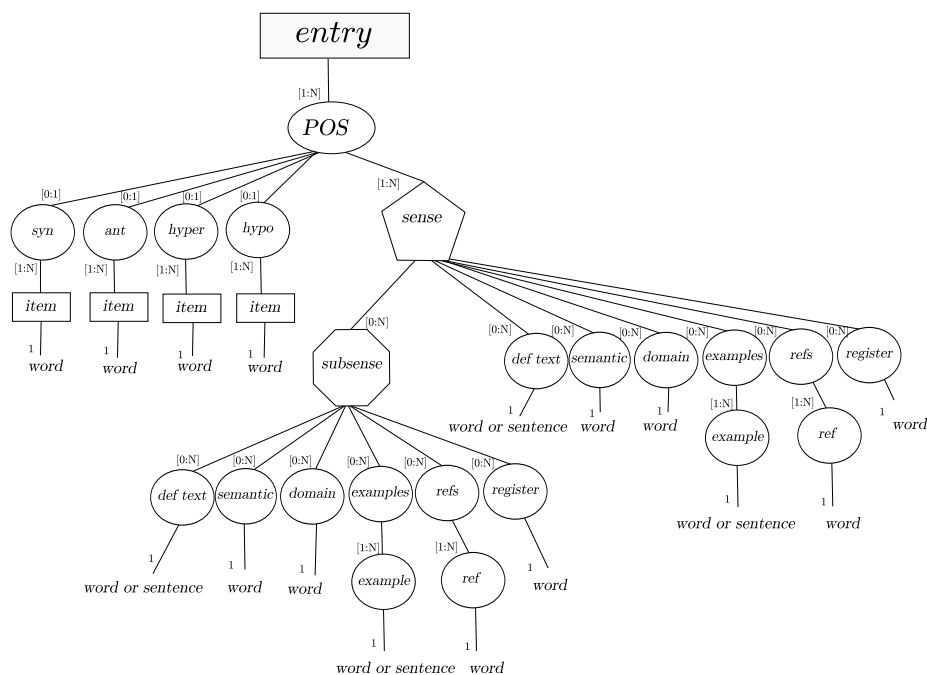 entry
[1:N]
POS
[0:1] [0:1] [0:1] [0:1] [1:N]
syn ant hyper hypo sense
[1:N] [1:N] [1:N] [1:N]
item item item item
[0:N] [0:N] [0:N] [0:N] [0:N] [0:N] [0:N]
1 1 1 1
word word word word
subsense def text semantic domain examples refs register
[1:N] [1:N]
1 1 1 1
word or sentence word word word
example ref
[0:N] [0:N] [0:N] [0:N] [0:N] [0:N]
def text semantic domain examples refs register
1 1
word or sentence word
[1:N] [1:N]
1 1 1 1
word or sentence word word example ref word
1 1
word or sentence word